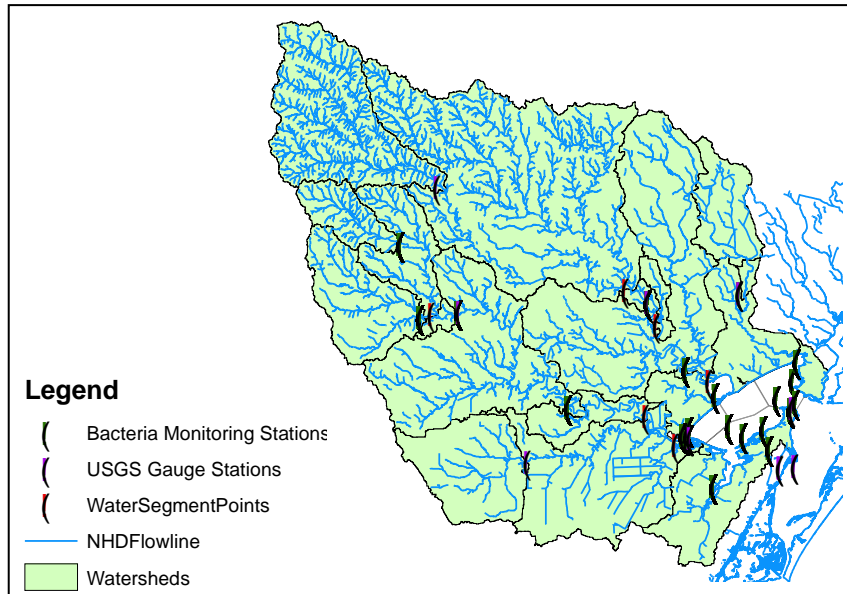 Legend
Bacteria Monitoring Stations
USGS Gauge Stations
WaterSegmentPoints
NHDFlowline
Watersheds